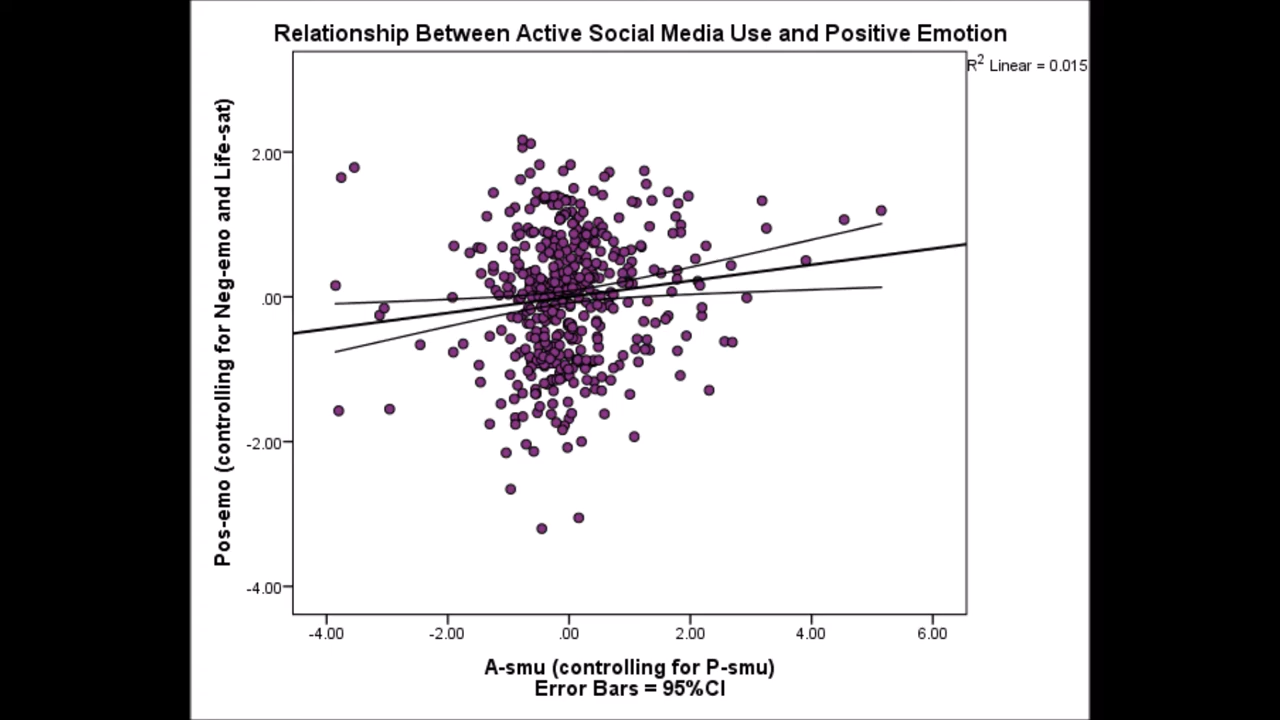 Relationship Between Active Social Media Use and Positive Emotion
R2 Linear = 0.015
Pos-emo (controlling for Neg-emo and Life-sat)
2.00
.00
-2.00
-4.00
-4.00 -2.00 .00 2.00 4.00 6.00
A-smu (controlling for P-smu)
Error Bars = 95%CI